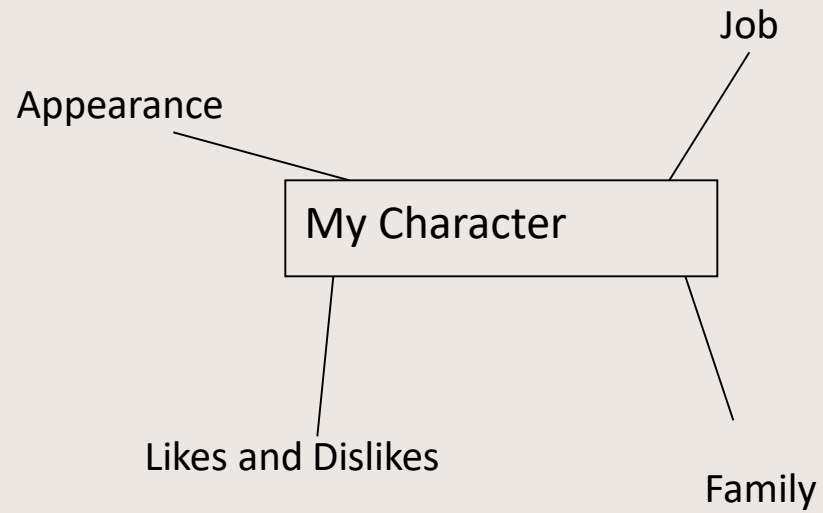 Job
Appearance
My Character
Likes and Dislikes
Family